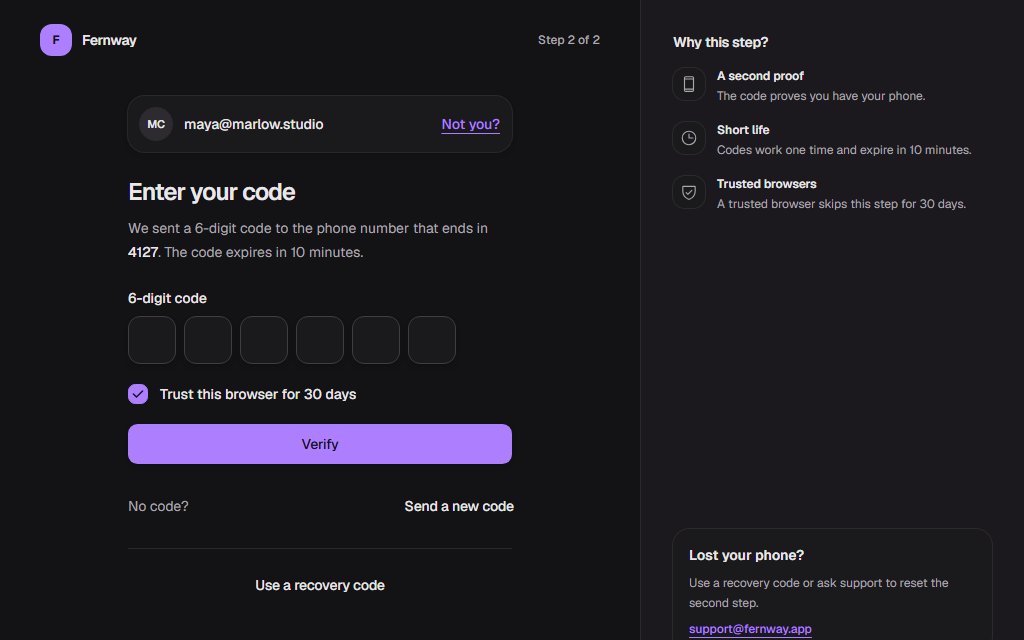 F Fernway
Step 2 of 2
MC maya@marlow.studio Not you?
Enter your code
We sent a 6-digit code to the phone number that ends in
4127. The code expires in 10 minutes.
6-digit code
Trust this browser for 30 days
Verify
No code? Send a new code
Use a recovery code
Why this step?
A second proof
The code proves you have your phone.
Short life
Codes work one time and expire in 10 minutes.
Trusted browsers
A trusted browser skips this step for 30 days.
Lost your phone?
Use a recovery code or ask support to reset the
second step.
support@fernway.app